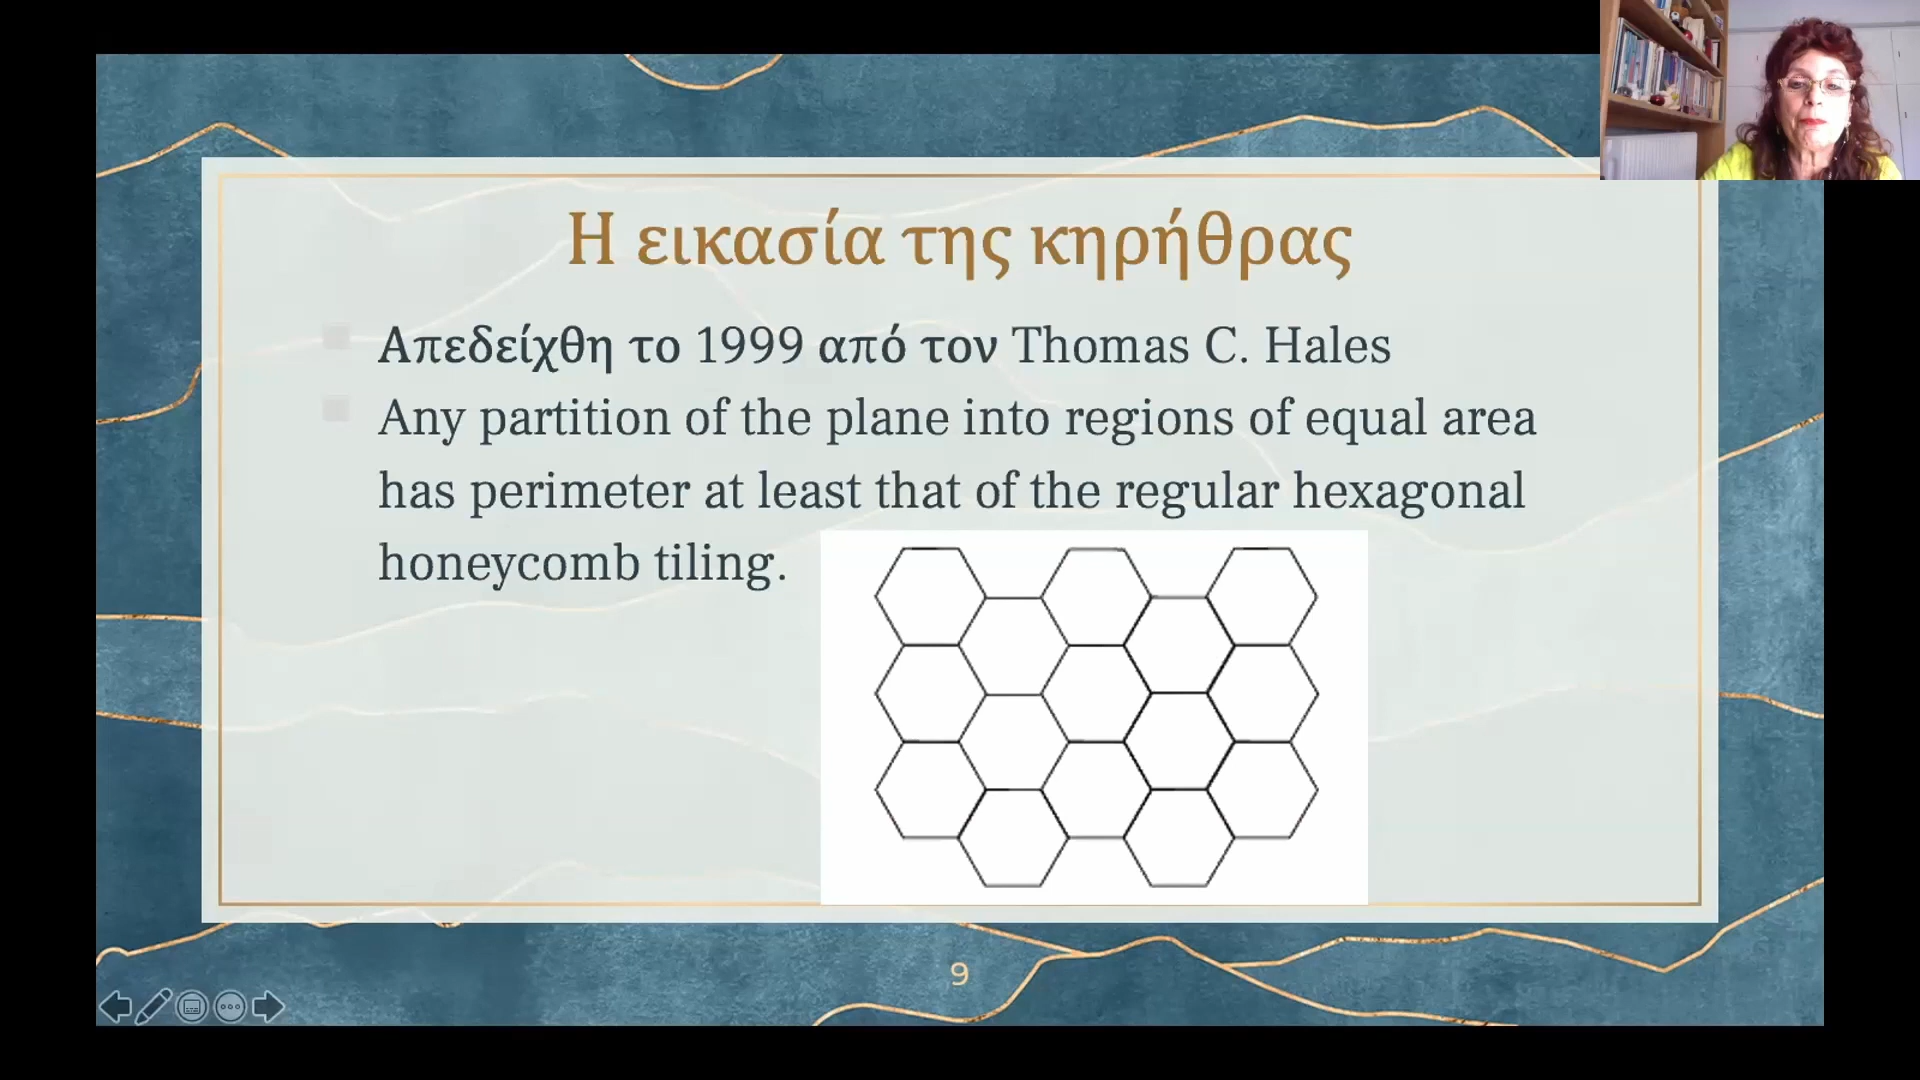 Η εικασία της κηρήθρας
Απεδείχθη το 1999 από τον Thomas C. Hales
Any partition of the plane into regions of equal area
has perimeter at least that of the regular hexagonal
honeycomb tiling.
9